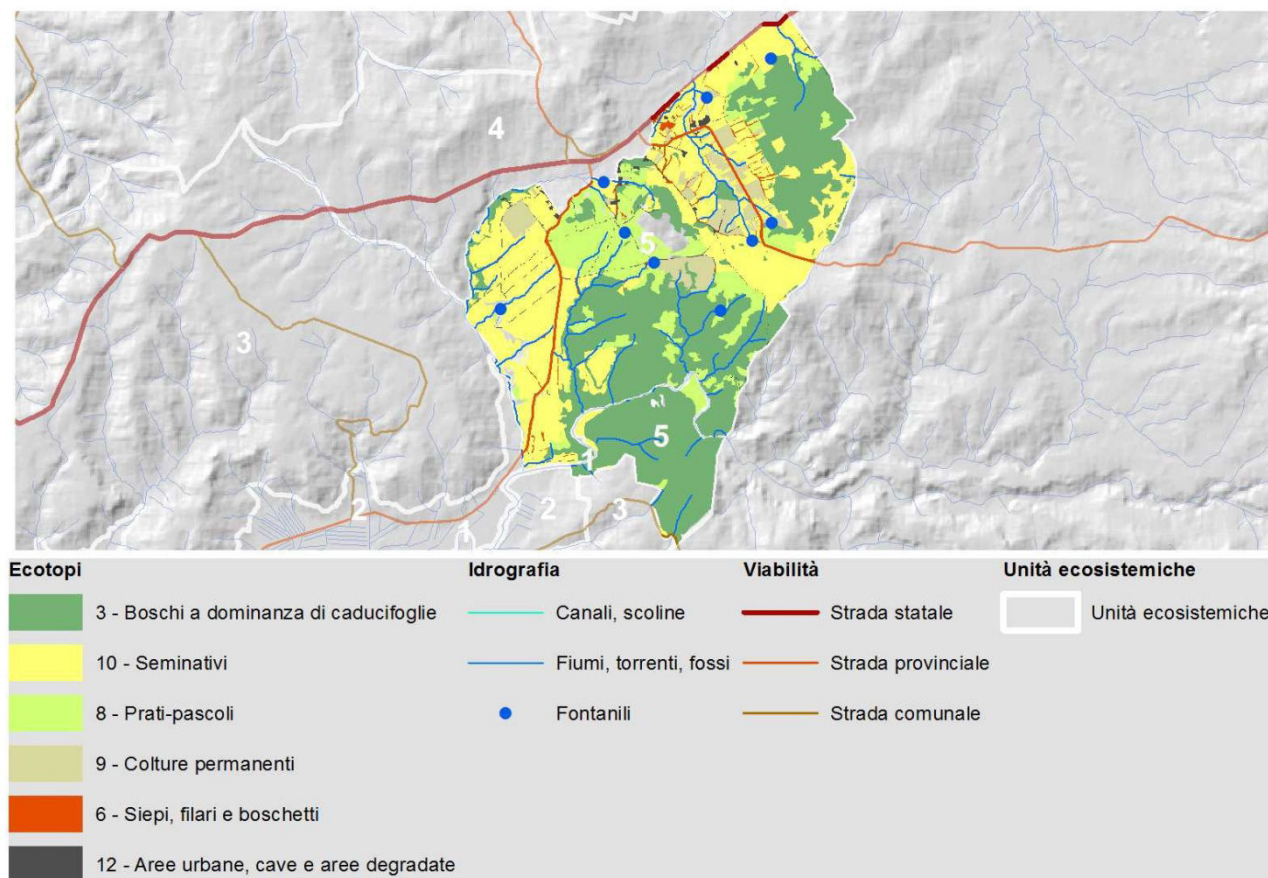 4
5
3
5
1
2
2
3
1
Ecotopi
3 - Boschi a dominanza di caducifoglie
10 - Seminativi
8 - Prati-pascoli
9 - Colture permanenti
6 - Siepi, filari e boschetti
12 - Aree urbane, cave e aree degradate
Idrografia
Canali, scoline
Fiumi, torrenti, fossi
Fontanili
Viabilità
Strada statale
Strada provinciale
Strada comunale
Unità ecosistemiche
Unità ecosistemiche